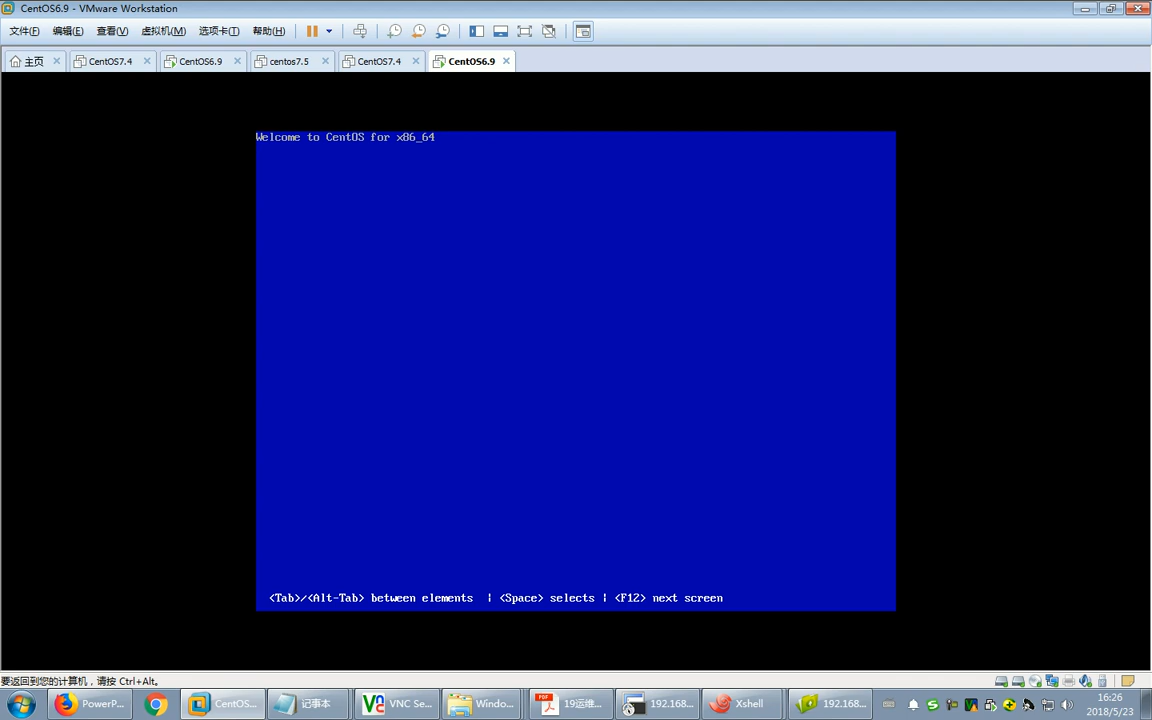 CentOS6.9 - VMware Workstation
文件(F) 编辑(E) 查看(V) 虚拟机(M) 选项卡(T) 帮助(H)
主页 CentOS7.4 CentOS6.9 centos7.5 CentOS7.4 CentOS6.9
Welcome to CentOS for x86_64
<Tab>/<Alt-Tab> between elements | <Space> selects | <F12> next screen
要返回到您的计算机，请按 Ctrl+Alt。
PowerP... CentOS... 记事本 VNC Se... Windo... 19运维... 192.168... Xshell 192.168...
16:26
2018/5/23